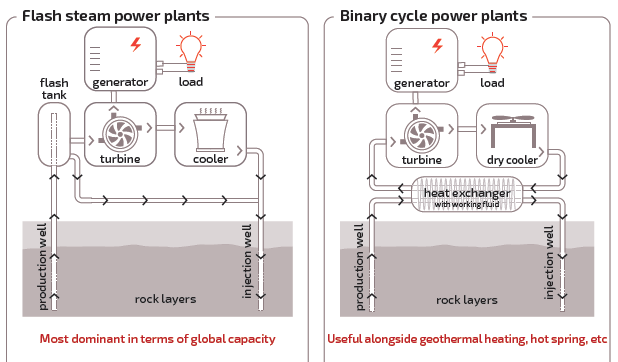 Flash steam power plants
generator
load
flash
tank
turbine
cooler
production well
injection well
rock layers
Most dominant in terms of global capacity
Binary cycle power plants
generator
load
turbine
dry cooler
heat exchanger
with working fluid
production well
injection well
rock layers
Useful alongside geothermal heating, hot spring, etc